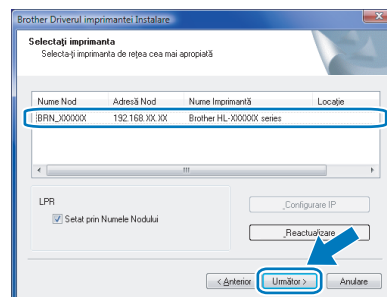 Brother Driverul imprimantei Instalare
Selectaţi imprimanta
Selectaţi imprimanta de reţea cea mai apropiată
Nume Nod Adresă Nod Nume Imprimantă Locaţie
BRN_XXXXXX 192.168.XX.XX Brother HL-XXXXXX series
LPR
Setat prin Numele Nodului
Configurare IP
Reactualizare
< Anterior Următor > Anulare